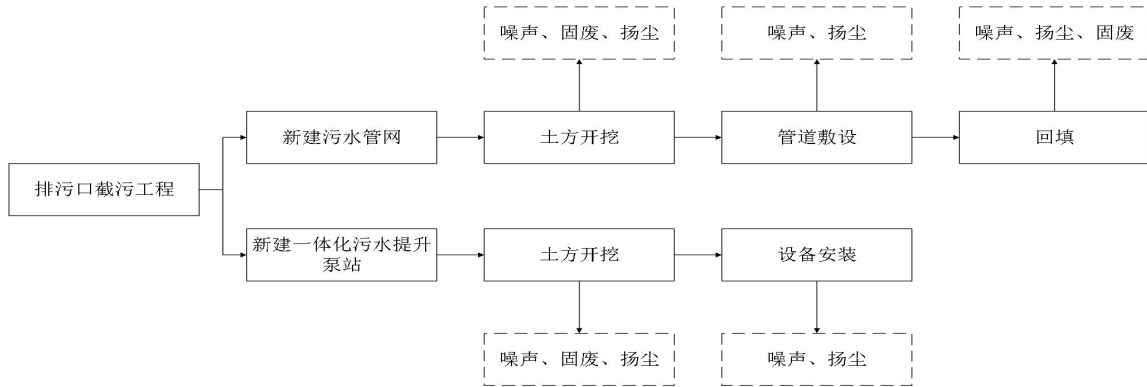 噪声、固废、扬尘
噪声、扬尘
噪声、扬尘、固废
新建污水管网
土方开挖
管道敷设
回填
排污口截污工程
新建一体化污水提升
泵站
土方开挖
设备安装
噪声、固废、扬尘
噪声、扬尘